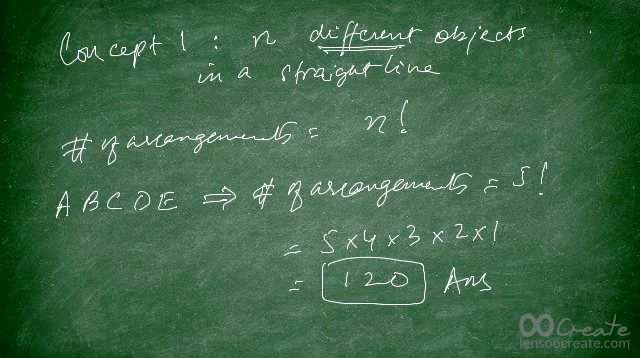 Concept 1 : n different objects
in a straight line
# of arrangements = n!
A B C D E ⇒ # of arrangements = 5!
= 5 × 4 × 3 × 2 × 1
= 120 Ans.
Create
lensoocreate.com